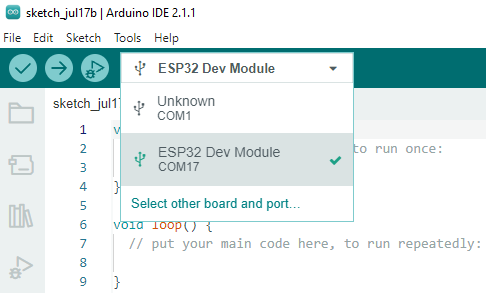 sketch_jul17b | Arduino IDE 2.1.1
File Edit Sketch Tools Help
ESP32 Dev Module
Unknown
COM1
ESP32 Dev Module
COM17
Select other board and port...
sketch_jul17
1 v
2 to run once:
3
4 }
5
6 void loop() {
7 // put your main code here, to run repeatedly:
8
9 }